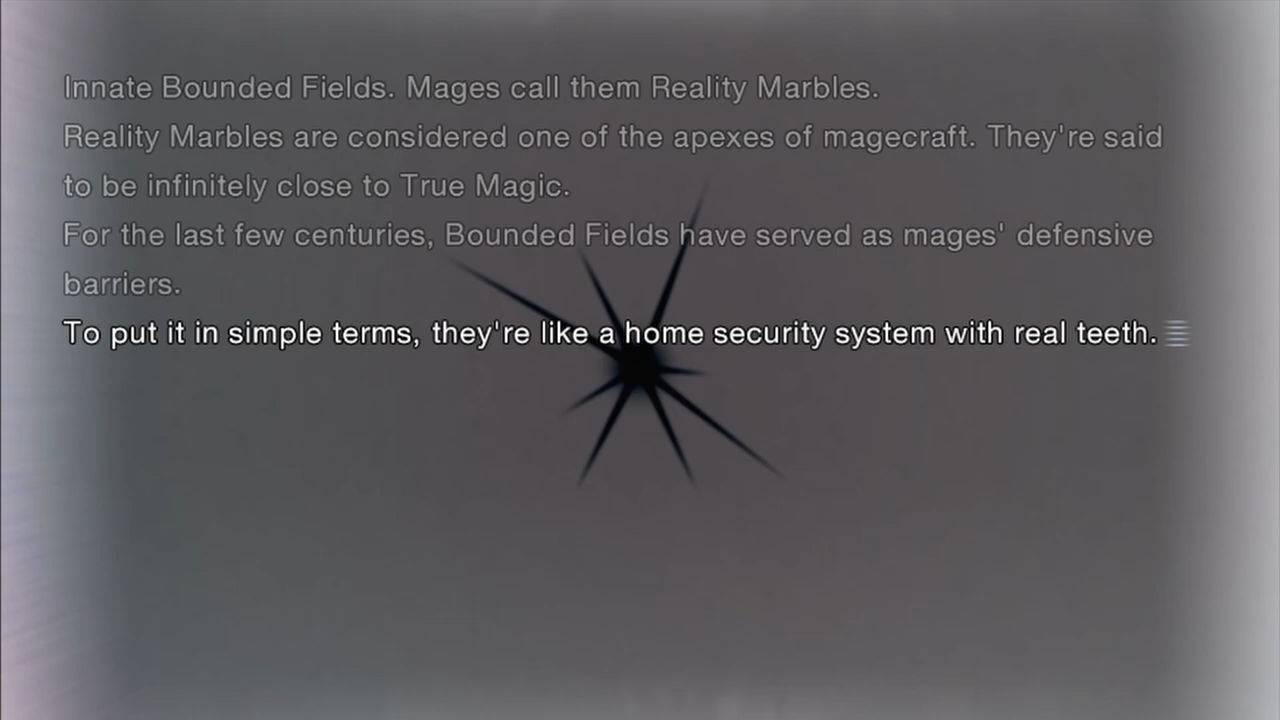 Innate Bounded Fields. Mages call them Reality Marbles.
Reality Marbles are considered one of the apexes of magecraft. They're said
to be infinitely close to True Magic.
For the last few centuries, Bounded Fields have served as mages' defensive
barriers.
To put it in simple terms, they're like a home security system with real teeth.